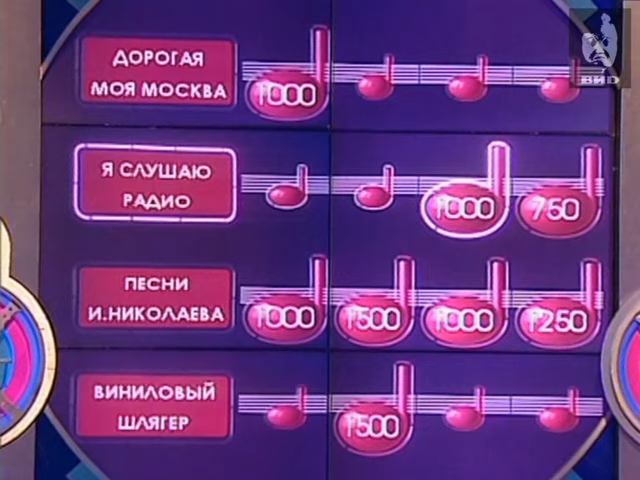 ВИD
ДОРОГАЯ
МОЯ МОСКВА
1000
Я СЛУШАЮ
РАДИО
1000 750
ПЕСНИ
И.НИКОЛАЕВА
1000 1500 1000 1250
ВИНИЛОВЫЙ
ШЛЯГЕР
1500